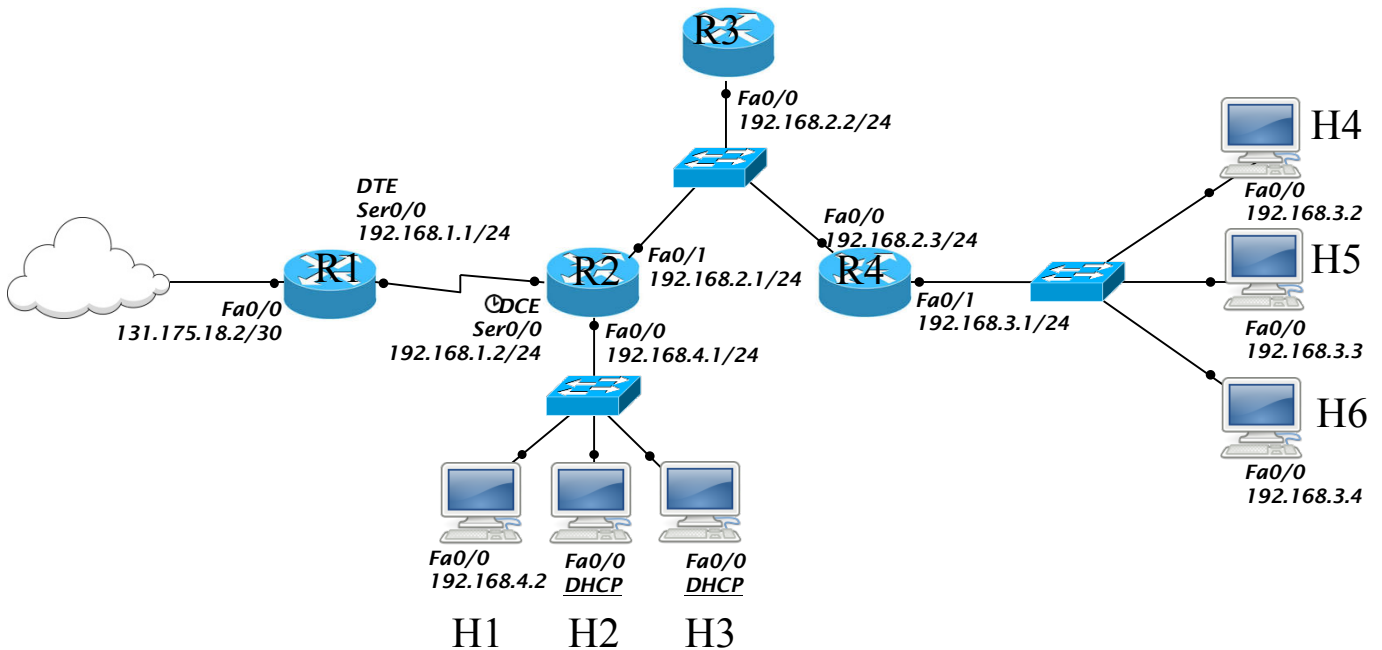 R3
Fa0/0
192.168.2.2/24
H4
Fa0/0
192.168.3.2
DTE
Ser0/0
192.168.1.1/24
R1
Fa0/0
131.175.18.2/30
R2
Fa0/1
192.168.2.1/24
DCE
Ser0/0
192.168.1.2/24
Fa0/0
192.168.4.1/24
Fa0/0
192.168.2.3/24
R4
Fa0/1
192.168.3.1/24
H5
Fa0/0
192.168.3.3
H6
Fa0/0
192.168.3.4
Fa0/0
192.168.4.2
Fa0/0
DHCP
Fa0/0
DHCP
H1
H2
H3